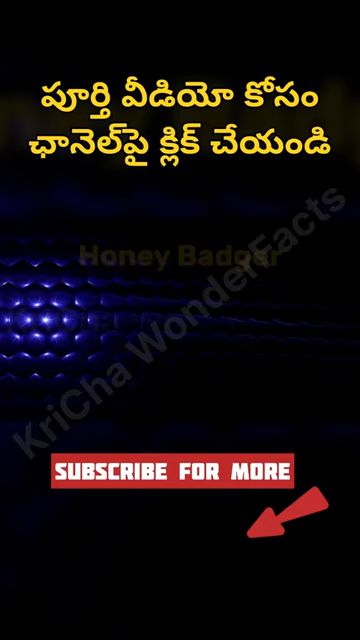 పూర్తి వీడియో కోసం
ఛానెల్‌పై క్లిక్ చేయండి
Honey Badger
KriCha WonderFacts
SUBSCRIBE FOR MORE